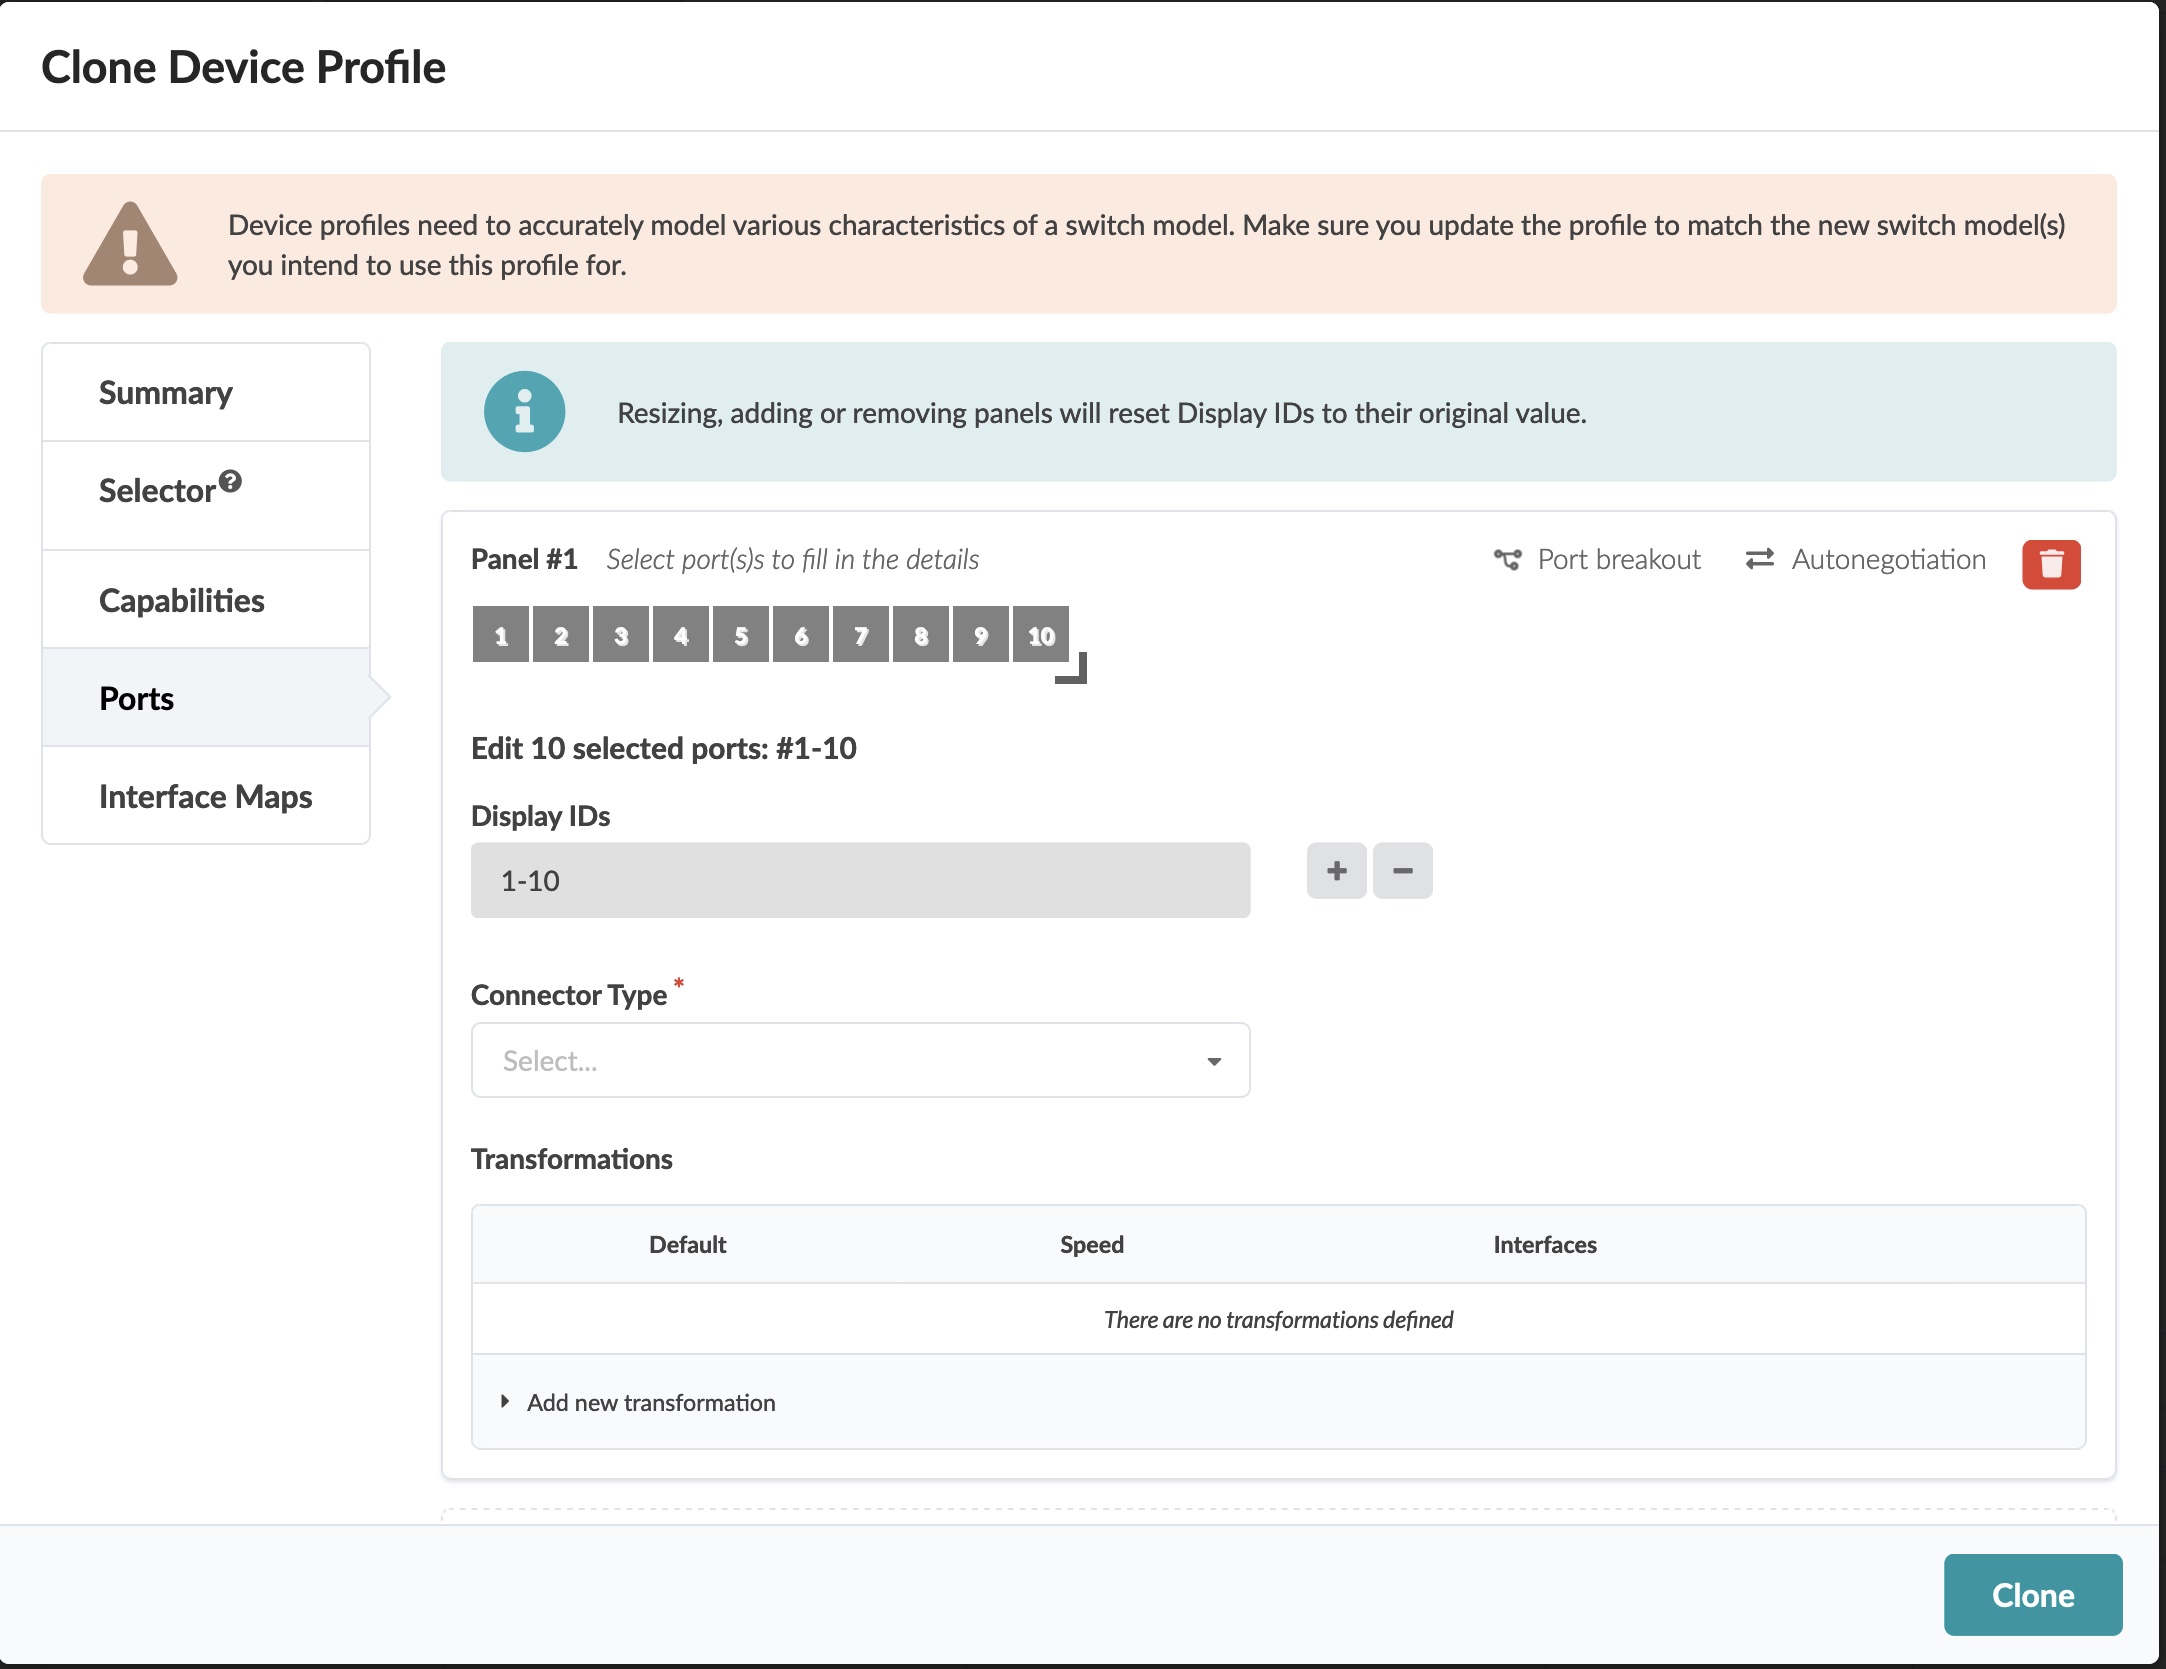 Clone Device Profile
Device profiles need to accurately model various characteristics of a switch model. Make sure you update the profile to match the new switch model(s)
you intend to use this profile for.
Summary
Selector
Capabilities
Ports
Interface Maps
Resizing, adding or removing panels will reset Display IDs to their original value.
Panel #1 Select port(s)s to fill in the details Port breakout Autonegotiation
1 2 3 4 5 6 7 8 9 10
Edit 10 selected ports: #1-10
Display IDs
1-10
Connector Type *
Select...
Transformations
Default Speed Interfaces
There are no transformations defined
Add new transformation
Clone